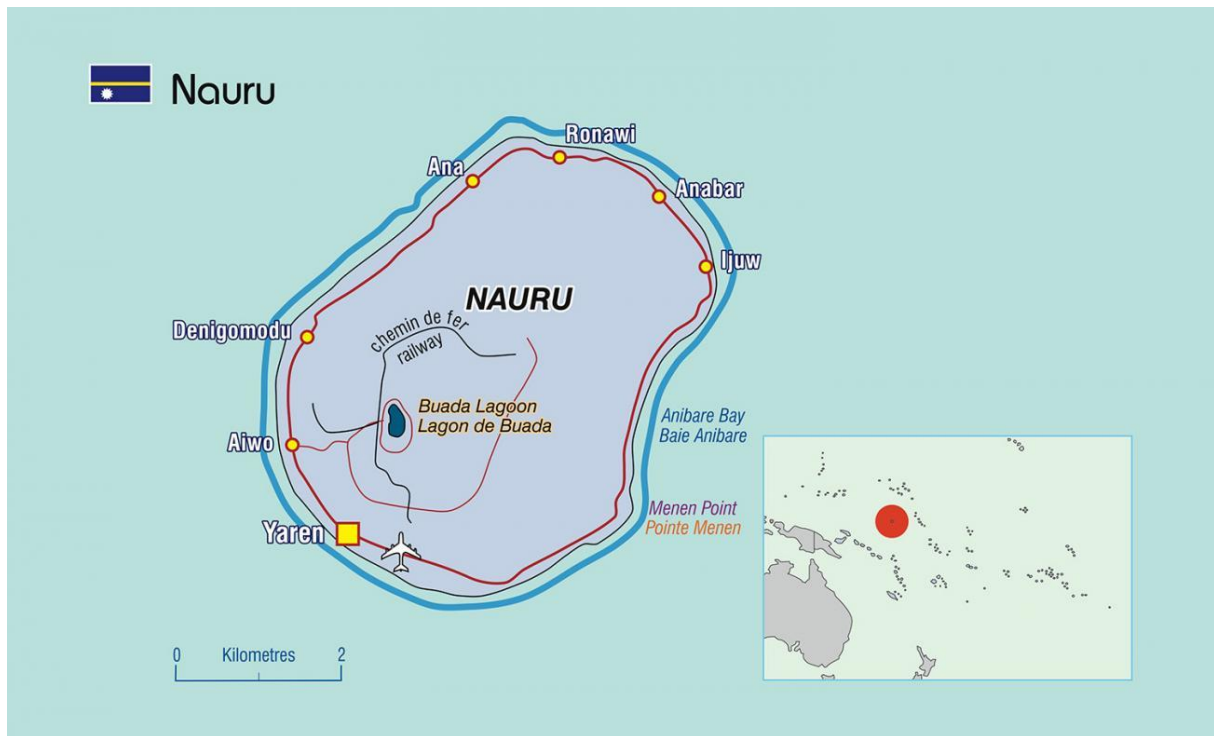 Nauru
Ronawi
Ana
Anabar
Ijuw
NAURU
chemin de fer
railway
Denigomodu
Buada Lagoon
Lagon de Buada
Anibare Bay
Baie Anibare
Aiwo
Menen Point
Pointe Menen
Yaren
0 Kilometres 2